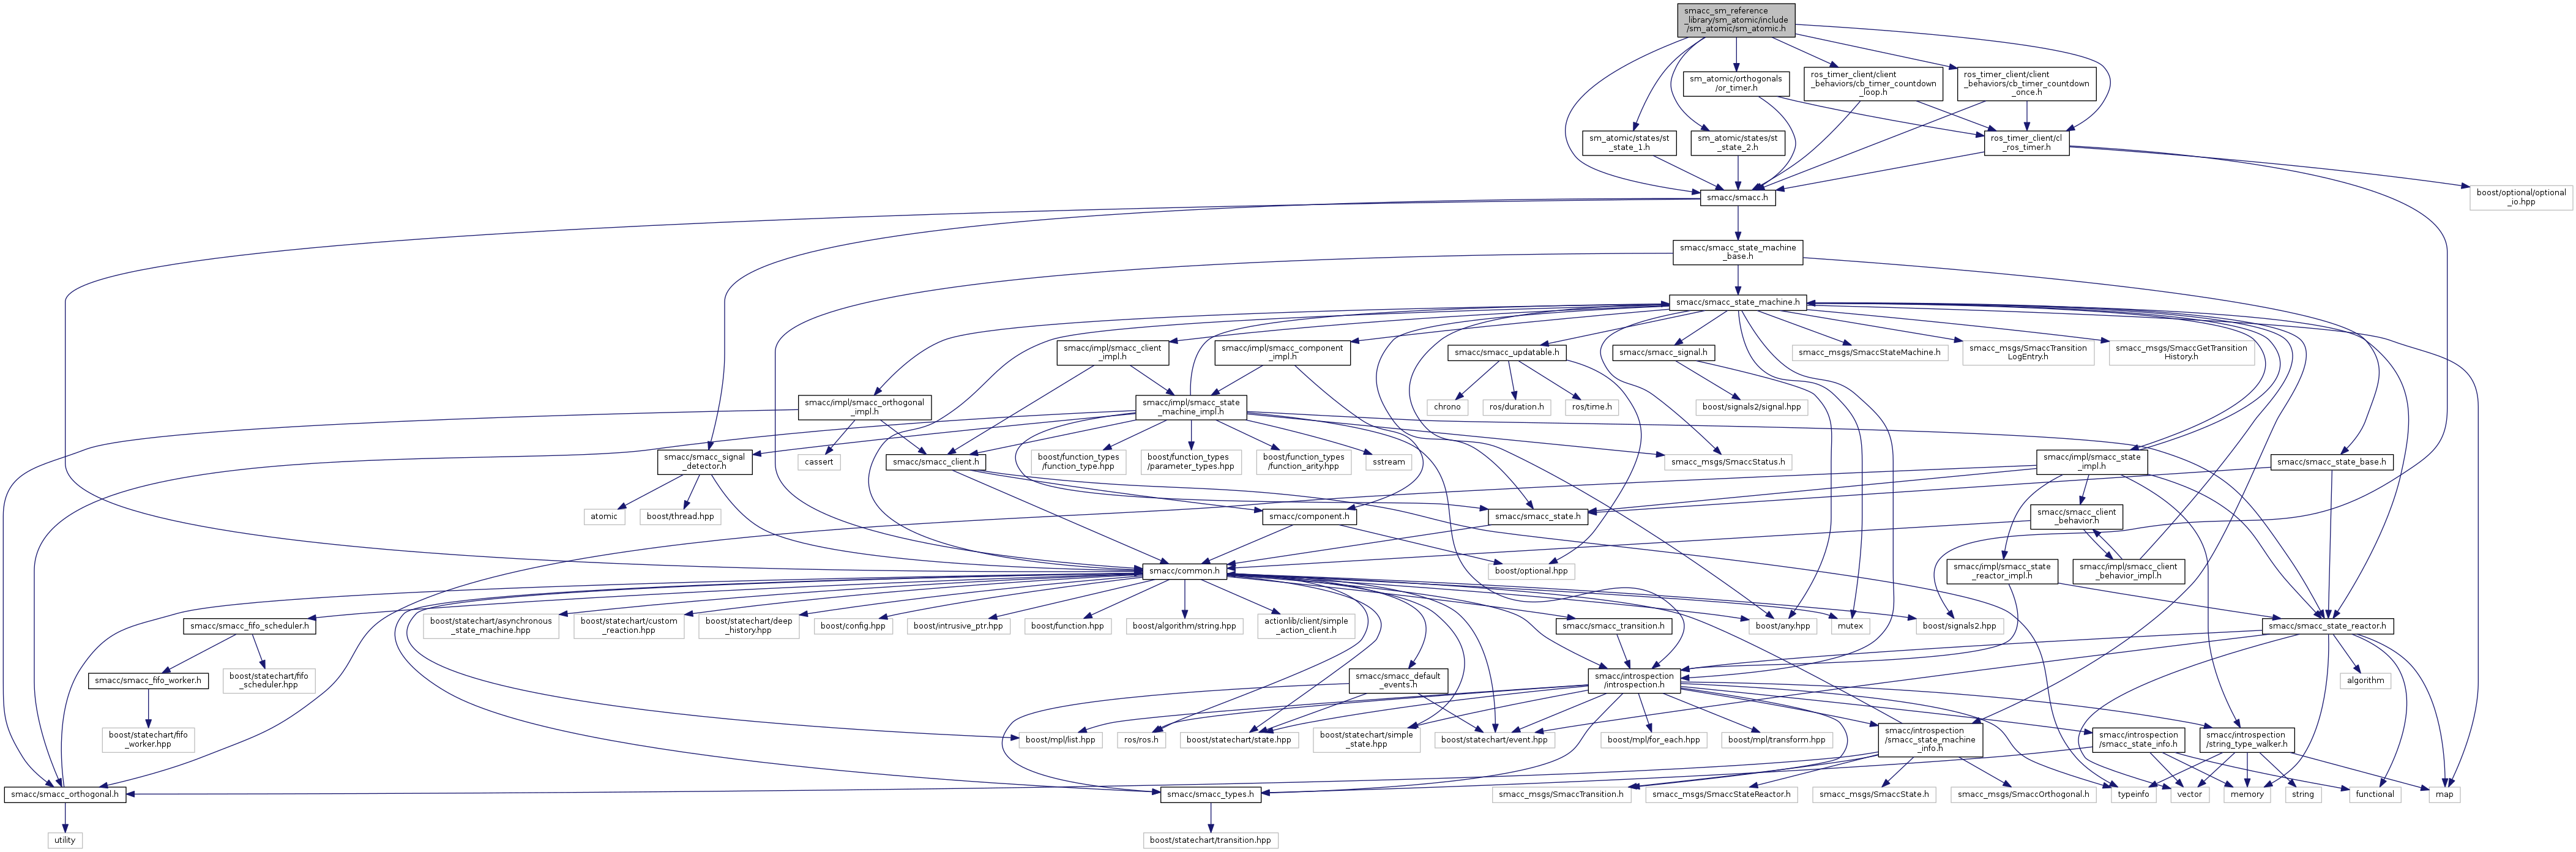 smacc_sm_reference
_library/sm_atomic/include
/sm_atomic/sm_atomic.h
sm_atomic/orthogonals
/or_timer.h
ros_timer_client/client
_behaviors/cb_timer_countdown
_loop.h
ros_timer_client/client
_behaviors/cb_timer_countdown
_once.h
sm_atomic/states/st
_state_1.h
sm_atomic/states/st
_state_2.h
ros_timer_client/cl
_ros_timer.h
smacc/smacc.h
boost/optional/optional
_io.hpp
smacc/smacc_state_machine
_base.h
smacc/smacc_state_machine.h
smacc/impl/smacc_client
_impl.h
smacc/impl/smacc_component
_impl.h
smacc/smacc_updatable.h
smacc/smacc_signal.h
smacc_msgs/SmaccStateMachine.h
smacc_msgs/SmaccTransition
LogEntry.h
smacc_msgs/SmaccGetTransition
History.h
smacc/impl/smacc_orthogonal
_impl.h
smacc/impl/smacc_state
_machine_impl.h
chrono
ros/duration.h
ros/time.h
boost/signals2/signal.hpp
smacc/smacc_signal
_detector.h
cassert
smacc/smacc_client.h
boost/function_types
/function_type.hpp
boost/function_types
/parameter_types.hpp
boost/function_types
/function_arity.hpp
sstream
smacc_msgs/SmaccStatus.h
smacc/impl/smacc_state
_impl.h
smacc/smacc_state_base.h
atomic
boost/thread.hpp
smacc/component.h
smacc/smacc_state.h
smacc/smacc_client
_behavior.h
smacc/common.h
boost/optional.hpp
smacc/impl/smacc_state
_reactor_impl.h
smacc/impl/smacc_client
_behavior_impl.h
smacc/smacc_fifo_scheduler.h
boost/statechart/asynchronous
_state_machine.hpp
boost/statechart/custom
_reaction.hpp
boost/statechart/deep
_history.hpp
boost/config.hpp
boost/intrusive_ptr.hpp
boost/function.hpp
boost/algorithm/string.hpp
actionlib/client/simple
_action_client.h
smacc/smacc_transition.h
boost/any.hpp
mutex
boost/signals2.hpp
smacc/smacc_state_reactor.h
smacc/smacc_fifo_worker.h
boost/statechart/fifo
_scheduler.hpp
smacc/smacc_default
_events.h
smacc/introspection
/introspection.h
algorithm
boost/statechart/fifo
_worker.hpp
boost/mpl/list.hpp
ros/ros.h
boost/statechart/state.hpp
boost/statechart/simple
_state.hpp
boost/statechart/event.hpp
boost/mpl/for_each.hpp
boost/mpl/transform.hpp
smacc/introspection
/smacc_state_machine
_info.h
smacc/introspection
/smacc_state_info.h
smacc/introspection
/string_type_walker.h
smacc/smacc_orthogonal.h
smacc/smacc_types.h
smacc_msgs/SmaccTransition.h
smacc_msgs/SmaccStateReactor.h
smacc_msgs/SmaccState.h
smacc_msgs/SmaccOrthogonal.h
typeinfo
vector
memory
string
functional
map
utility
boost/statechart/transition.hpp